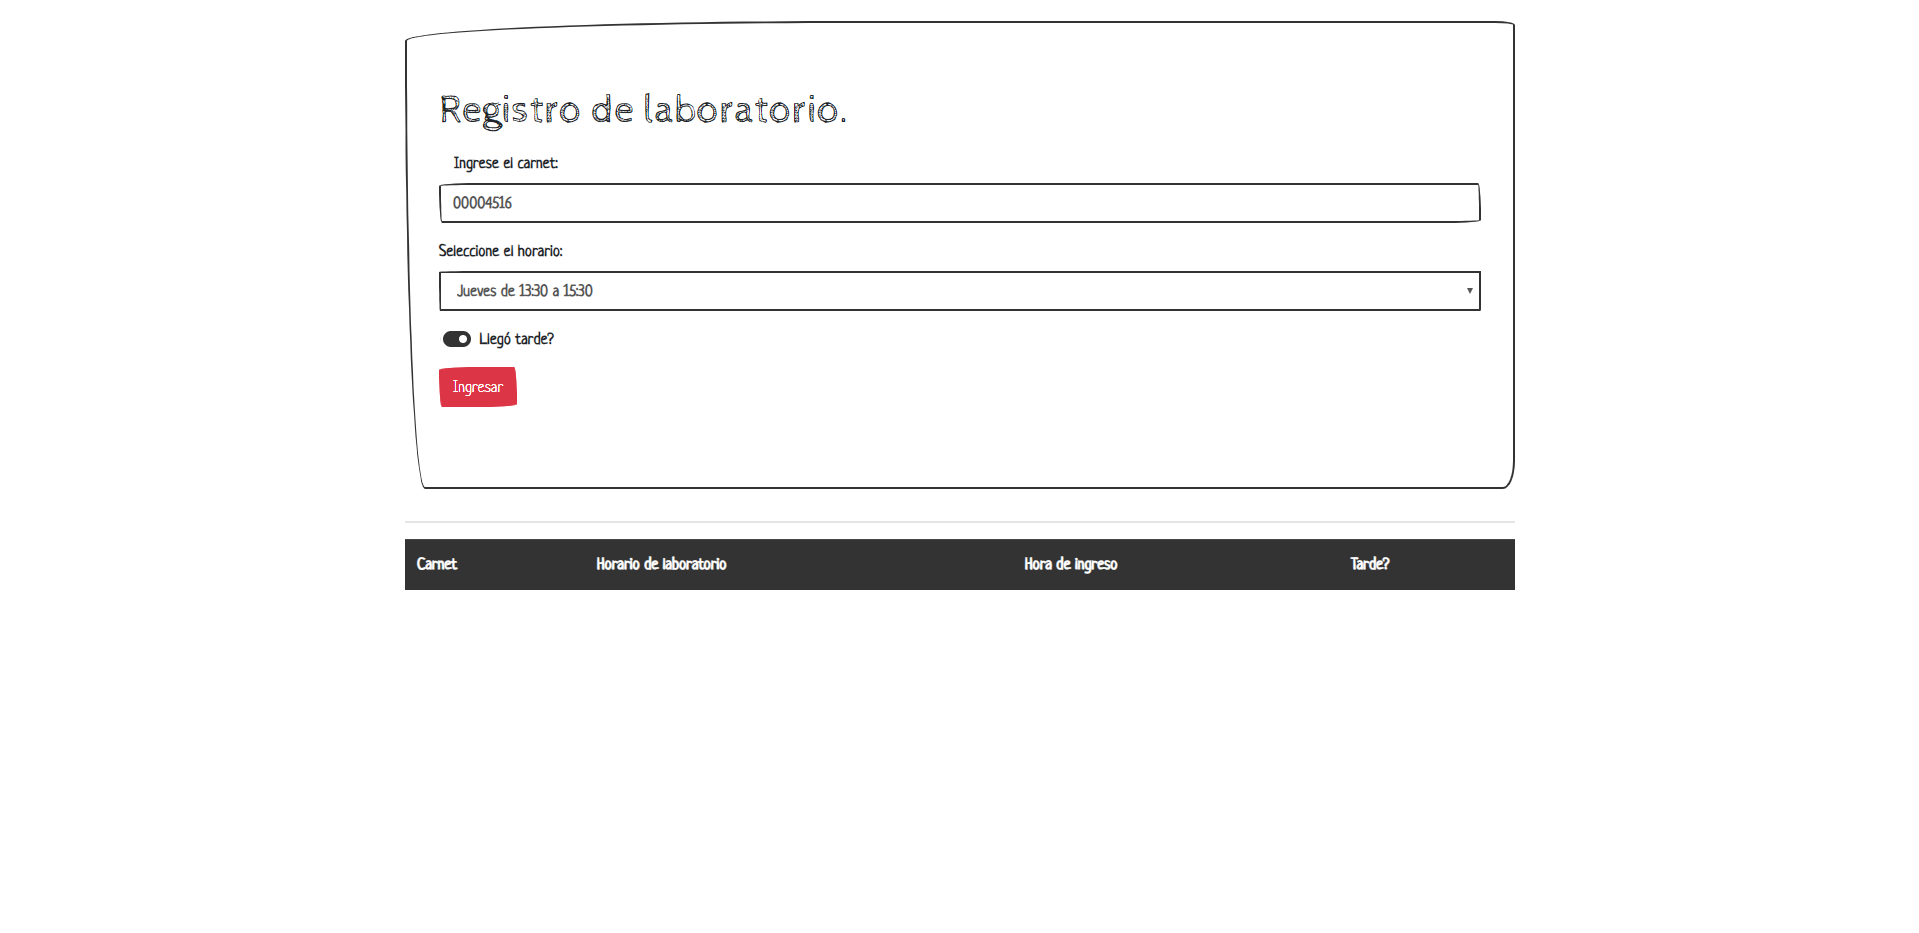 Registro de laboratorio.
Ingrese el carnet:
00004516
Seleccione el horario:
Jueves de 13:30 a 15:30
Llegó tarde?
Ingresar
Carnet Horario de laboratorio Hora de ingreso Tarde?